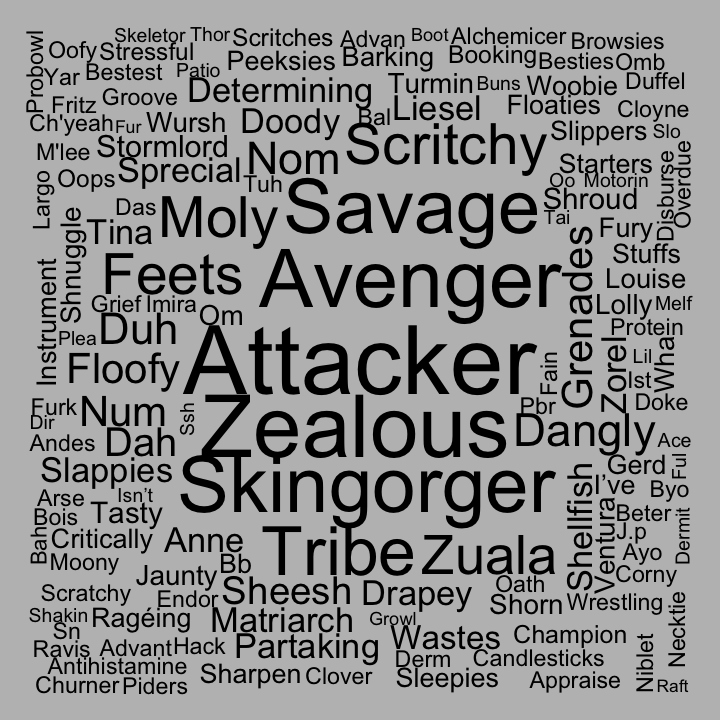 Skeletor Thor Scritches Advan Boot Alchemicer Browsies
Probowl Oofy Stressful Peeksies Barking Booking Besties Omb
Yar Bestest Patio Determining Turmin Buns Woobie Duffel
Fritz Groove Liesel Floaties Cloyne
Ch'yeah Fur Wursh Doody Bal Slippers Slo
M'lee Stormlord Nom Scritchy Starters Disburse Overdue
Largo Oops Sprecial Tuh Oo Motorin
Das Moly Savage Shroud Tai
Shnuggle Tina Fury
Instrument Feets Avenger Grenades Stuffs
Louise
Grief Imira Om Lolly Melf
Plea Duh Attacker Protein
Floofy Fain Zorel Lil Whan
Ist
Furk Num Ssh Zealous Pbr Doke
Dir
Andes Dah Dangly Ace
Slappies Skingorger Shellfish Gerd Ful
Arse Isn't I've Byo
Bois Tasty Ventura Beter Dermit
Bah Critically Anne Tribe Zuala J.p
Moony Bb Ayo
Jaunty Corny
Scratchy Endor Sheesh Drapey Oath Shorn Wrestling Necktie
Shakin Ragéing Matriarch Growl
Sn Wastes Champion Niblet
Ravis Advant Hack Partaking
Antihistamine Derm Candlesticks
Churner Piders Sharpen Clover Sleepies Appraise Raft